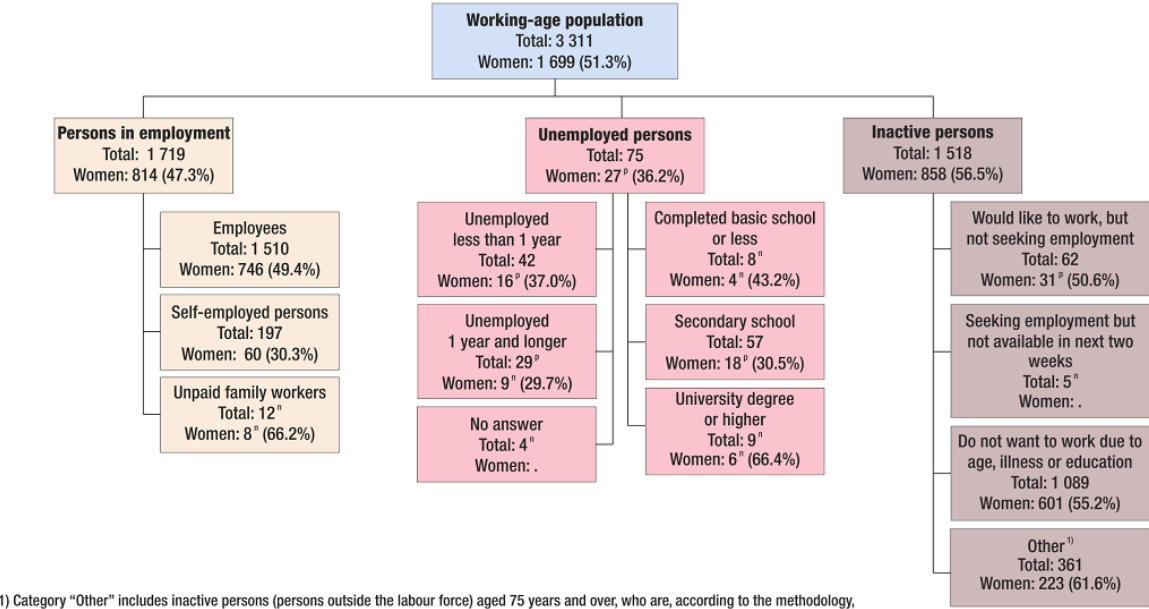 Working-age population
Total: 3 311
Women: 1 699 (51.3%)
Persons in employment
Total: 1 719
Women: 814 (47.3%)
Employees
Total: 1 510
Women: 746 (49.4%)
Self-employed persons
Total: 197
Women: 60 (30.3%)
Unpaid family workers
Total: 12 n
Women: 8 n (66.2%)
Unemployed persons
Total: 75
Women: 27 p (36.2%)
Unemployed
less than 1 year
Total: 42
Women: 16 p (37.0%)
Unemployed
1 year and longer
Total: 29 p
Women: 9 n (29.7%)
No answer
Total: 4 n
Women: .
Completed basic school
or less
Total: 8 n
Women: 4 n (43.2%)
Secondary school
Total: 57
Women: 18 p (30.5%)
University degree
or higher
Total: 9 n
Women: 6 n (66.4%)
Inactive persons
Total: 1 518
Women: 858 (56.5%)
Would like to work, but
not seeking employment
Total: 62
Women: 31 p (50.6%)
Seeking employment but
not available in next two
weeks
Total: 5 n
Women: .
Do not want to work due to
age, illness or education
Total: 1 089
Women: 601 (55.2%)
Other 1)
Total: 361
Women: 223 (61.6%)
1) Category “Other” includes inactive persons (persons outside the labour force) aged 75 years and over, who are, according to the methodology,